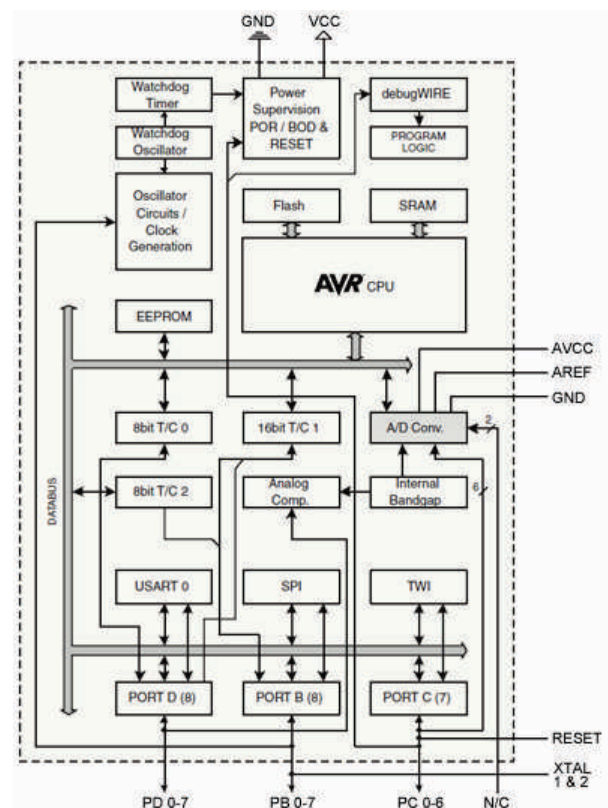 GND
VCC
Watchdog
Timer
Power
Supervision
POR / BOD &
RESET
debugWIRE
Watchdog
Oscillator
PROGRAM
LOGIC
Oscillator
Circuits /
Clock
Generation
Flash
SRAM
AVR CPU
EEPROM
AVCC
AREF
GND
8bit T/C 0
16bit T/C 1
A/D Conv.
2
DATABUS
8bit T/C 2
Analog
Comp.
Internal
Bandgap
6
USART 0
SPI
TWI
PORT D (8)
PORT B (8)
PORT C (7)
RESET
XTAL
1 & 2
PD 0-7
PB 0-7
PC 0-6
N/C